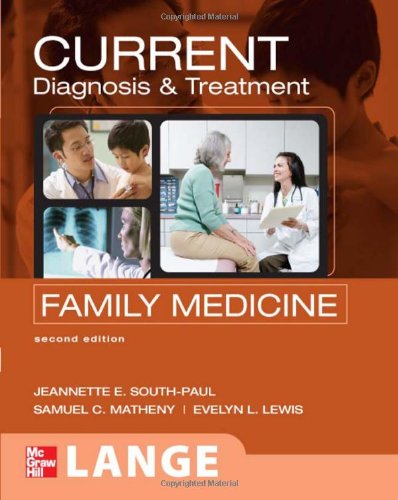 CURRENT
Diagnosis & Treatment
FAMILY MEDICINE
second edition
JEANNETTE E. SOUTH-PAUL
SAMUEL C. MATHENY | EVELYN L. LEWIS
Mc
Graw
Hill
LANGE